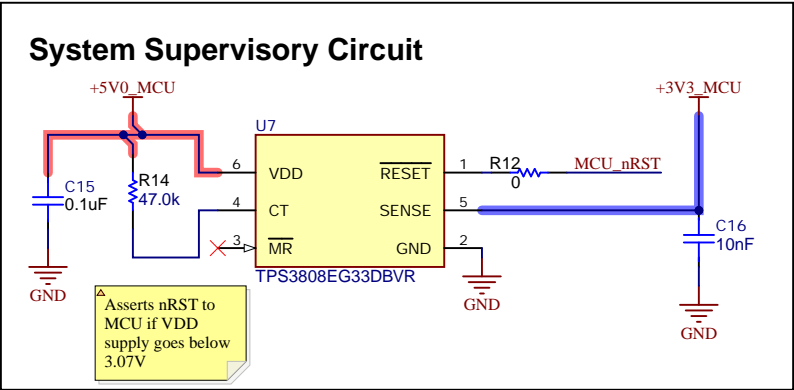 System Supervisory Circuit
+5V0_MCU
+3V3_MCU
U7
C15
0.1uF
R14
47.0k
6
VDD
RESET
1
R12
0
MCU_nRST
4
CT
SENSE
5
3
MR
GND
2
C16
10nF
TPS3808EG33DBVR
GND
GND
GND
Asserts nRST to
MCU if VDD
supply goes below
3.07V